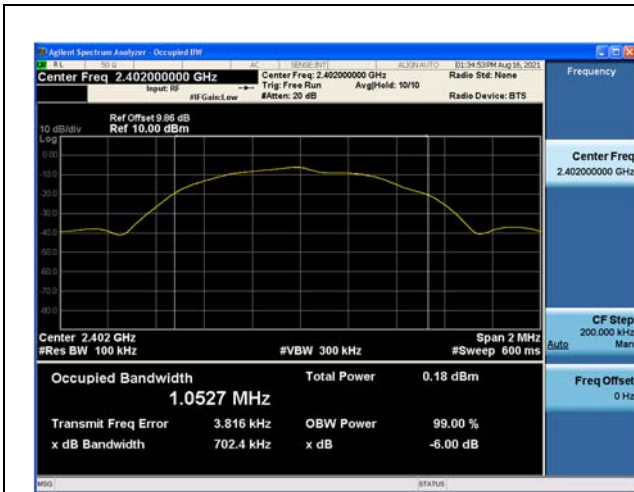 Agilent Spectrum Analyzer - Occupied BW
RL 50 Ω AC SENSE:INT ALIGN AUTO 01:34:53 PM Aug 16, 2021
Center Freq 2.402000000 GHz
Center Freq: 2.402000000 GHz Radio Std: None
Input: RF Trig: Free Run Avg|Hold: 10/10
#IFGain:Low #Atten: 20 dB Radio Device: BTS
Frequency
Ref Offset 9.86 dB
10 dB/div Ref 10.00 dBm
Log
0.00
-10.0
-20.0
-30.0
-40.0
-50.0
-60.0
-70.0
-80.0
Center Freq
2.402000000 GHz
Center 2.402 GHz Span 2 MHz
#Res BW 100 kHz #VBW 300 kHz #Sweep 600 ms
CF Step
200.000 kHz
Auto Man
Occupied Bandwidth Total Power 0.18 dBm
1.0527 MHz
Transmit Freq Error 3.816 kHz OBW Power 99.00 %
x dB Bandwidth 702.4 kHz x dB -6.00 dB
Freq Offset
0 Hz
MSG STATUS